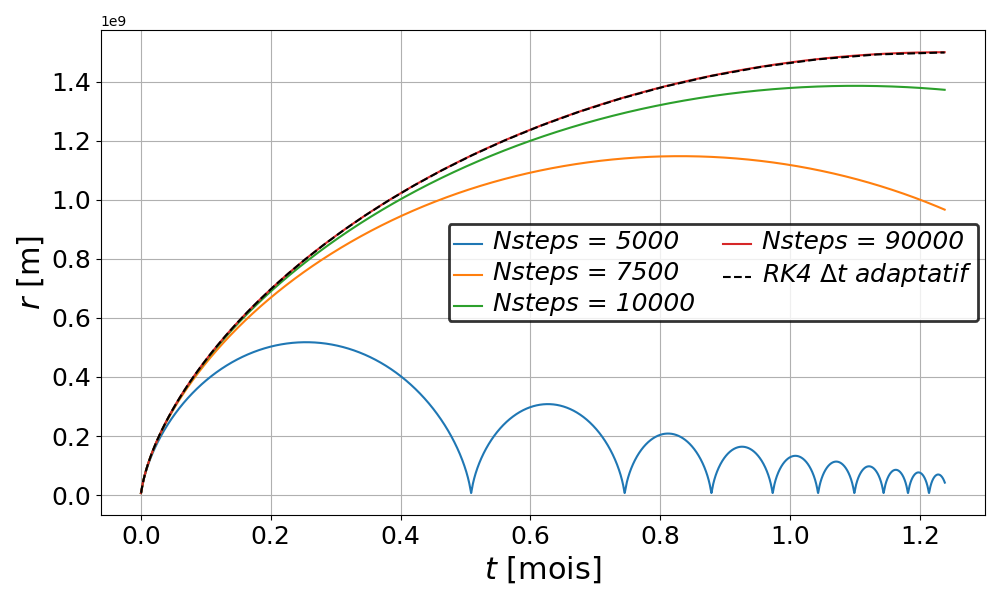 1e9
1.4
1.2
1.0
0.8
0.6
0.4
0.2
0.0
r [m]
Nsteps = 5000
Nsteps = 7500
Nsteps = 10000
Nsteps = 90000
RK4 Δt adaptatif
0.0 0.2 0.4 0.6 0.8 1.0 1.2
t [mois]